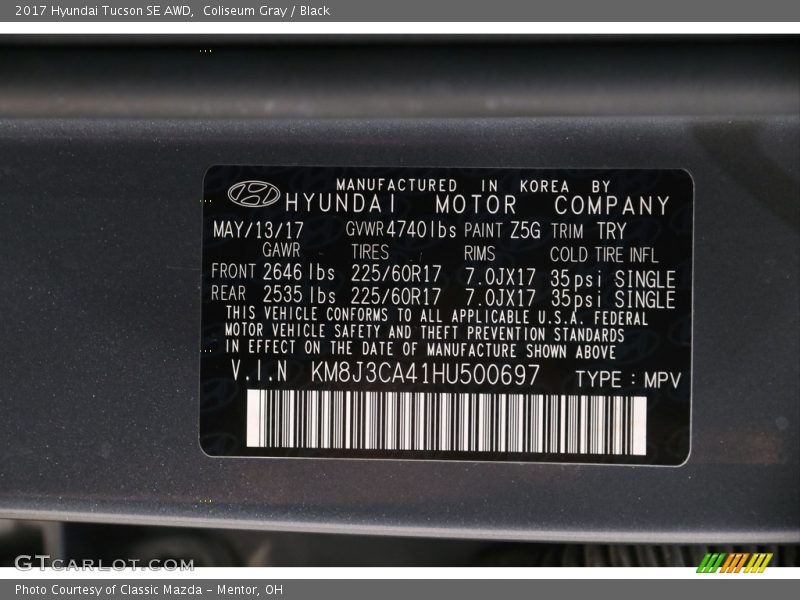 2017 Hyundai Tucson SE AWD,  Coliseum Gray / Black
MANUFACTURED IN KOREA BY
HYUNDAI MOTOR COMPANY
MAY/13/17 GVWR 4740 lbs PAINT Z5G TRIM TRY
GAWR TIRES RIMS COLD TIRE INFL
FRONT 2646 lbs 225/60R17 7.0JX17 35psi SINGLE
REAR 2535 lbs 225/60R17 7.0JX17 35psi SINGLE
THIS VEHICLE CONFORMS TO ALL APPLICABLE U.S.A. FEDERAL
MOTOR VEHICLE SAFETY AND THEFT PREVENTION STANDARDS
IN EFFECT ON THE DATE OF MANUFACTURE SHOWN ABOVE
V.I.N KM8J3CA41HU500697 TYPE : MPV
GTCARLOT.COM
Photo Courtesy of Classic Mazda - Mentor, OH